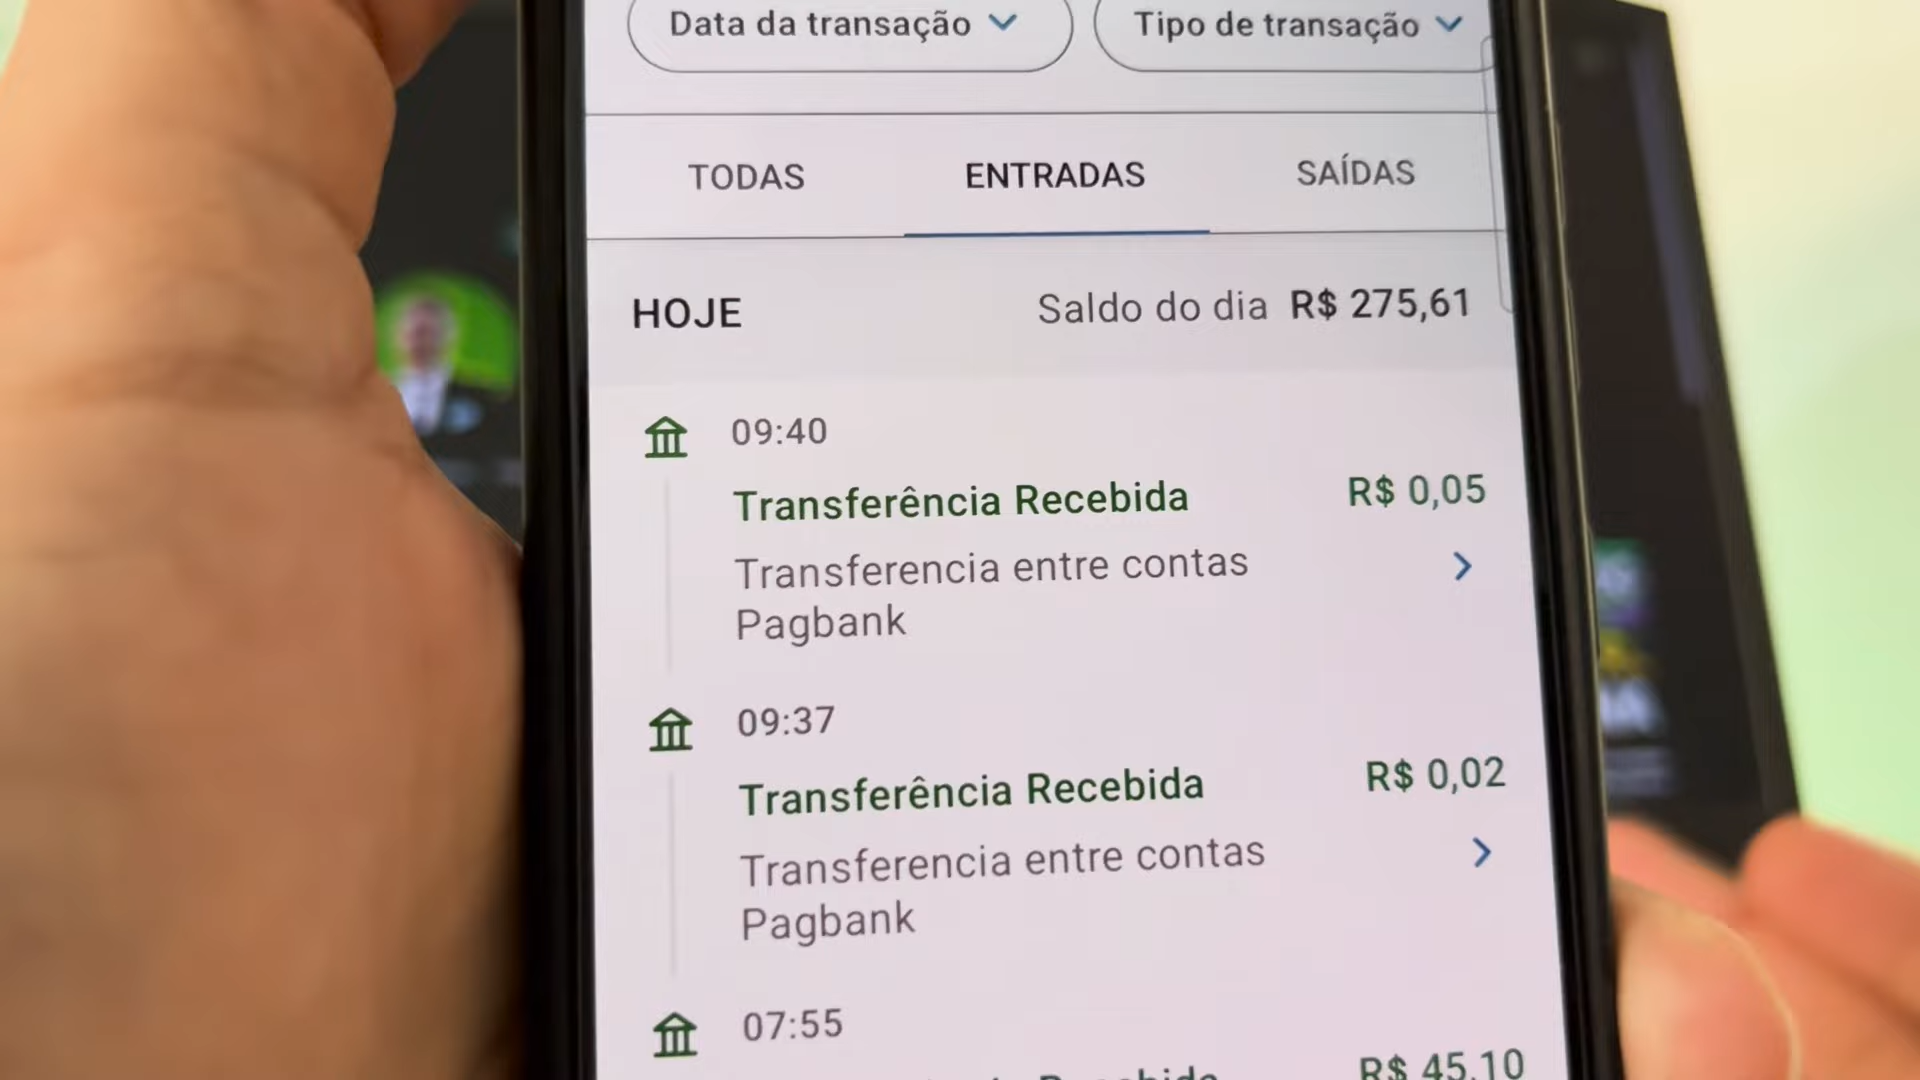 Data da transação
Tipo de transação
TODAS
ENTRADAS
SAÍDAS
HOJE
Saldo do dia R$ 275,61
09:40
Transferência Recebida
R$ 0,05
Transferencia entre contas
Pagbank
09:37
Transferência Recebida
R$ 0,02
Transferencia entre contas
Pagbank
07:55
Recebida
R$ 45,10